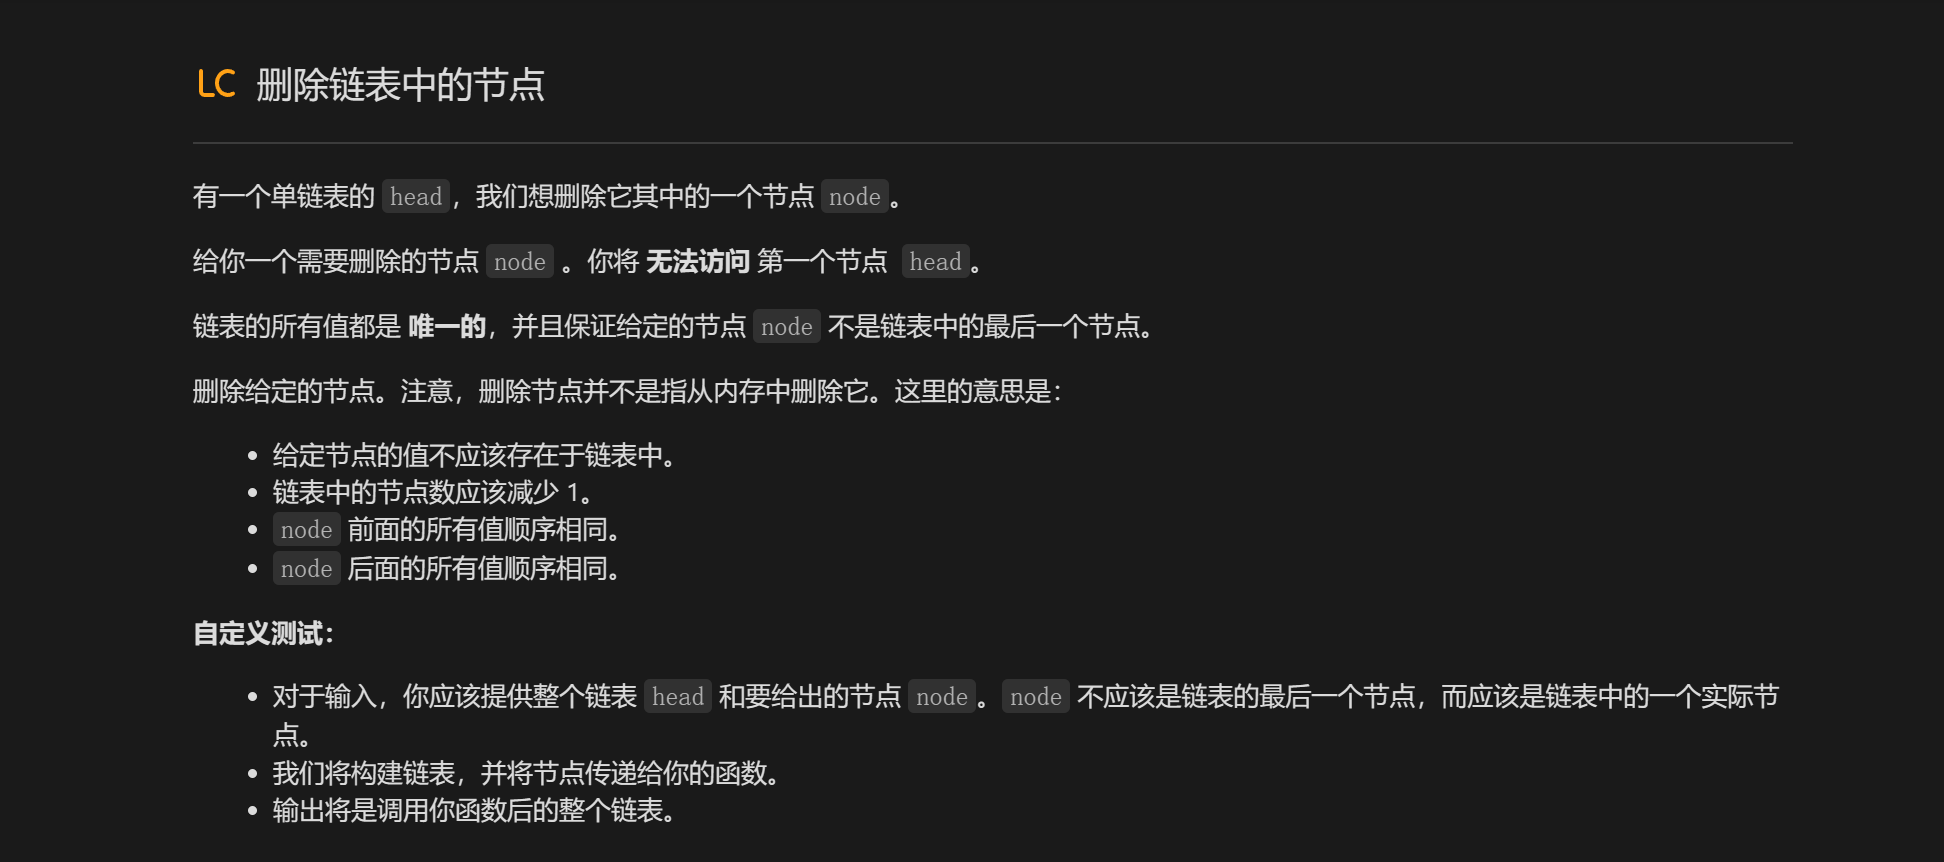 LC 删除链表中的节点
有一个单链表的 head，我们想删除它其中的一个节点 node。
给你一个需要删除的节点 node 。你将 无法访问 第一个节点 head。
链表的所有值都是 唯一的，并且保证给定的节点 node 不是链表中的最后一个节点。
删除给定的节点。注意，删除节点并不是指从内存中删除它。这里的意思是：
• 给定节点的值不应该存在于链表中。
• 链表中的节点数应该减少 1。
• node 前面的所有值顺序相同。
• node 后面的所有值顺序相同。
自定义测试：
• 对于输入，你应该提供整个链表 head 和要给出的节点 node。node 不应该是链表的最后一个节点，而应该是链表中的一个实际节
点。
• 我们将构建链表，并将节点传递给你的函数。
• 输出将是调用你函数后的整个链表。